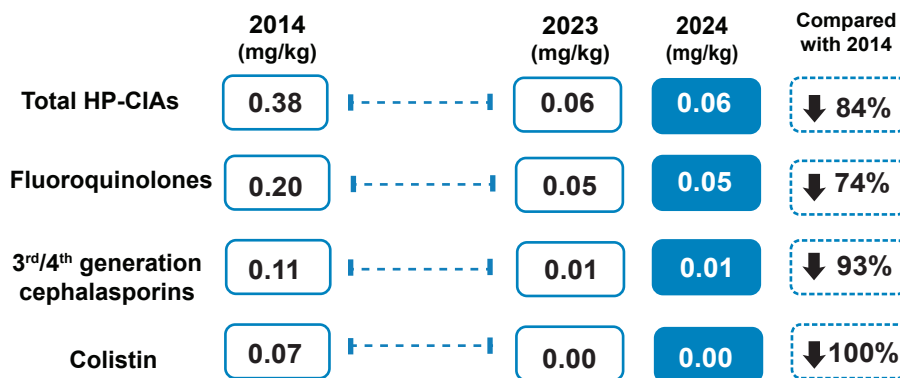 2014 2023 2024 Compared
(mg/kg) (mg/kg) (mg/kg) with 2014
Total HP-CIAs 0.38 0.06 0.06 84%
Fluoroquinolones 0.20 0.05 0.05 74%
3rd/4th generation
cephalasporins 0.11 0.01 0.01 93%
Colistin 0.07 0.00 0.00 100%